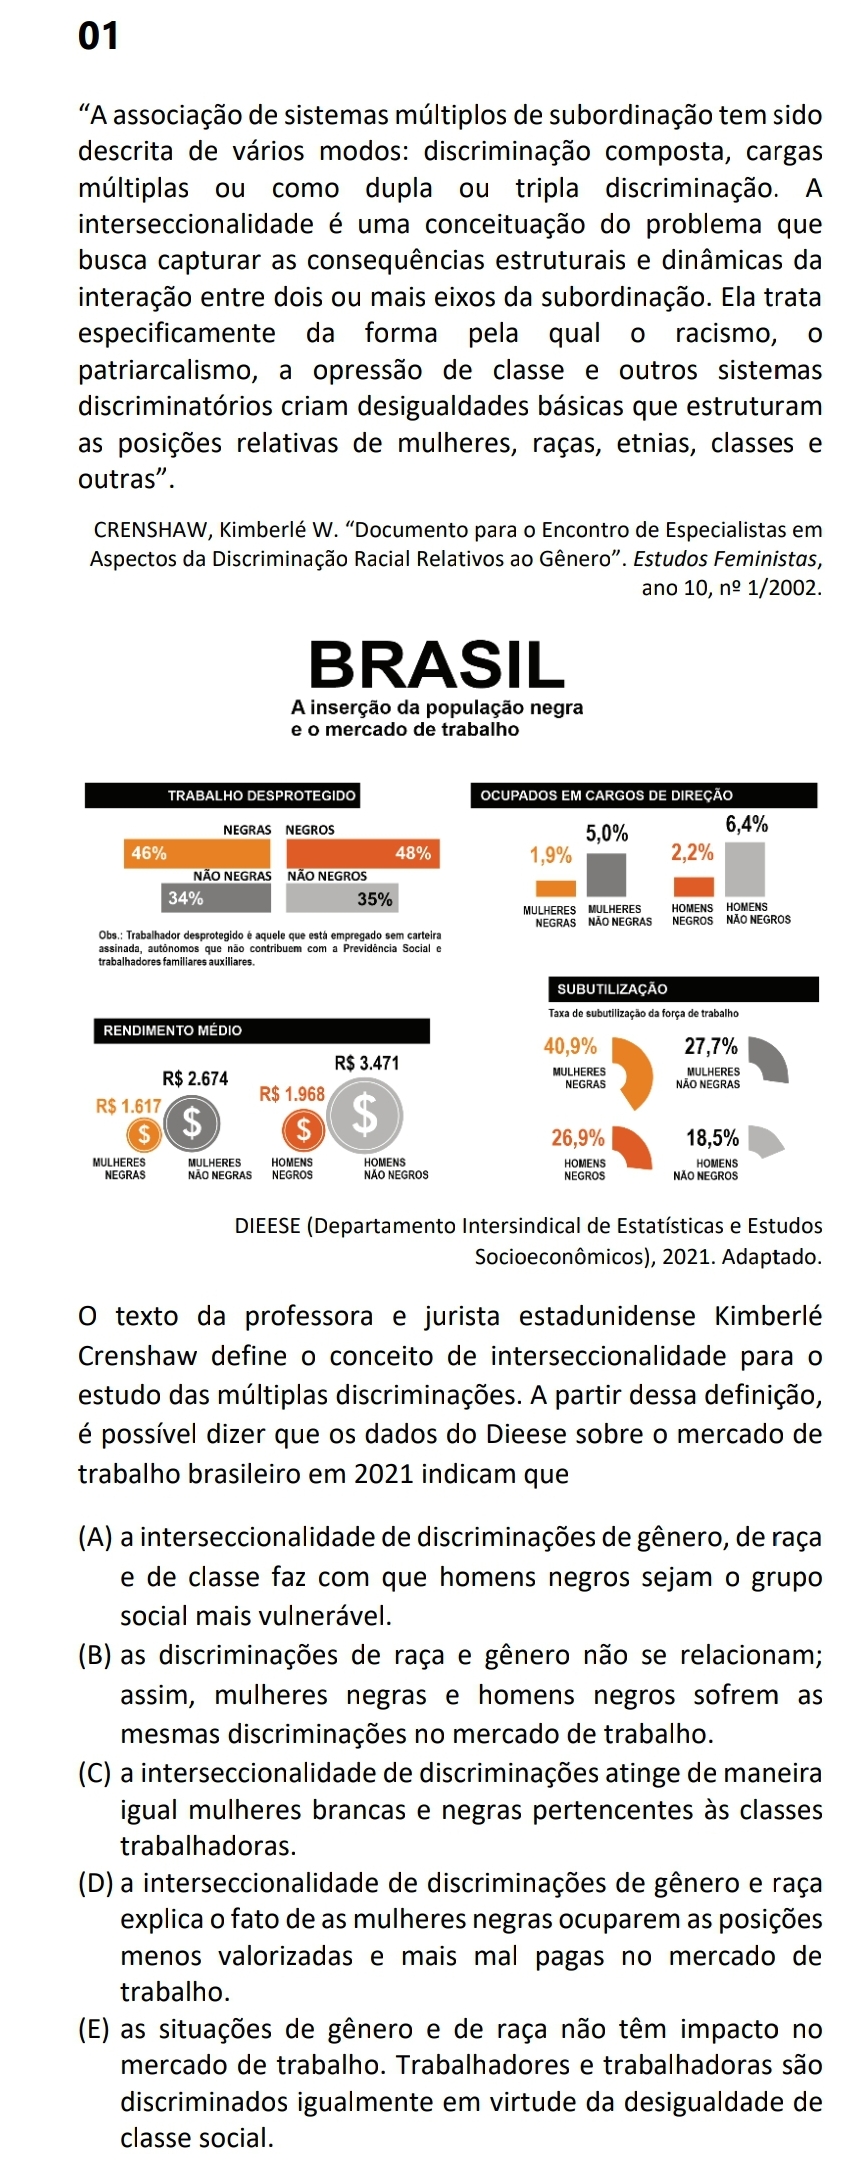 01
“A associação de sistemas múltiplos de subordinação tem sido
descrita de vários modos: discriminação composta, cargas
múltiplas ou como dupla ou tripla discriminação. A
interseccionalidade é uma conceituação do problema que
busca capturar as consequências estruturais e dinâmicas da
interação entre dois ou mais eixos da subordinação. Ela trata
especificamente da forma pela qual o racismo, o
patriarcalismo, a opressão de classe e outros sistemas
discriminatórios criam desigualdades básicas que estruturam
as posições relativas de mulheres, raças, etnias, classes e
outras”.
CRENSHAW, Kimberlé W. “Documento para o Encontro de Especialistas em
Aspectos da Discriminação Racial Relativos ao Gênero”. Estudos Feministas,
ano 10, nº 1/2002.
BRASIL
A inserção da população negra
e o mercado de trabalho
TRABALHO DESPROTEGIDO
NEGRAS NEGROS
46% 48%
NÃO NEGRAS NÃO NEGROS
34% 35%
Obs.: Trabalhador desprotegido é aquele que está empregado sem carteira
assinada, autônomos que não contribuem com a Previdência Social e
trabalhadores familiares auxiliares.
OCUPADOS EM CARGOS DE DIREÇÃO
1,9% 5,0% 2,2% 6,4%
MULHERES MULHERES HOMENS HOMENS
NEGRAS NÃO NEGRAS NEGROS NÃO NEGROS
RENDIMENTO MÉDIO
R$ 1.617 R$ 2.674 R$ 1.968 R$ 3.471
$ $ $ $
MULHERES MULHERES HOMENS HOMENS
NEGRAS NÃO NEGRAS NEGROS NÃO NEGROS
SUBUTILIZAÇÃO
Taxa de subutilização da força de trabalho
40,9% 27,7%
MULHERES MULHERES
NEGRAS NÃO NEGRAS
26,9% 18,5%
HOMENS HOMENS
NEGROS NÃO NEGROS
DIEESE (Departamento Intersindical de Estatísticas e Estudos
Socioeconômicos), 2021. Adaptado.
O texto da professora e jurista estadunidense Kimberlé
Crenshaw define o conceito de interseccionalidade para o
estudo das múltiplas discriminações. A partir dessa definição,
é possível dizer que os dados do Dieese sobre o mercado de
trabalho brasileiro em 2021 indicam que
(A) a interseccionalidade de discriminações de gênero, de raça
e de classe faz com que homens negros sejam o grupo
social mais vulnerável.
(B) as discriminações de raça e gênero não se relacionam;
assim, mulheres negras e homens negros sofrem as
mesmas discriminações no mercado de trabalho.
(C) a interseccionalidade de discriminações atinge de maneira
igual mulheres brancas e negras pertencentes às classes
trabalhadoras.
(D) a interseccionalidade de discriminações de gênero e raça
explica o fato de as mulheres negras ocuparem as posições
menos valorizadas e mais mal pagas no mercado de
trabalho.
(E) as situações de gênero e de raça não têm impacto no
mercado de trabalho. Trabalhadores e trabalhadoras são
discriminados igualmente em virtude da desigualdade de
classe social.